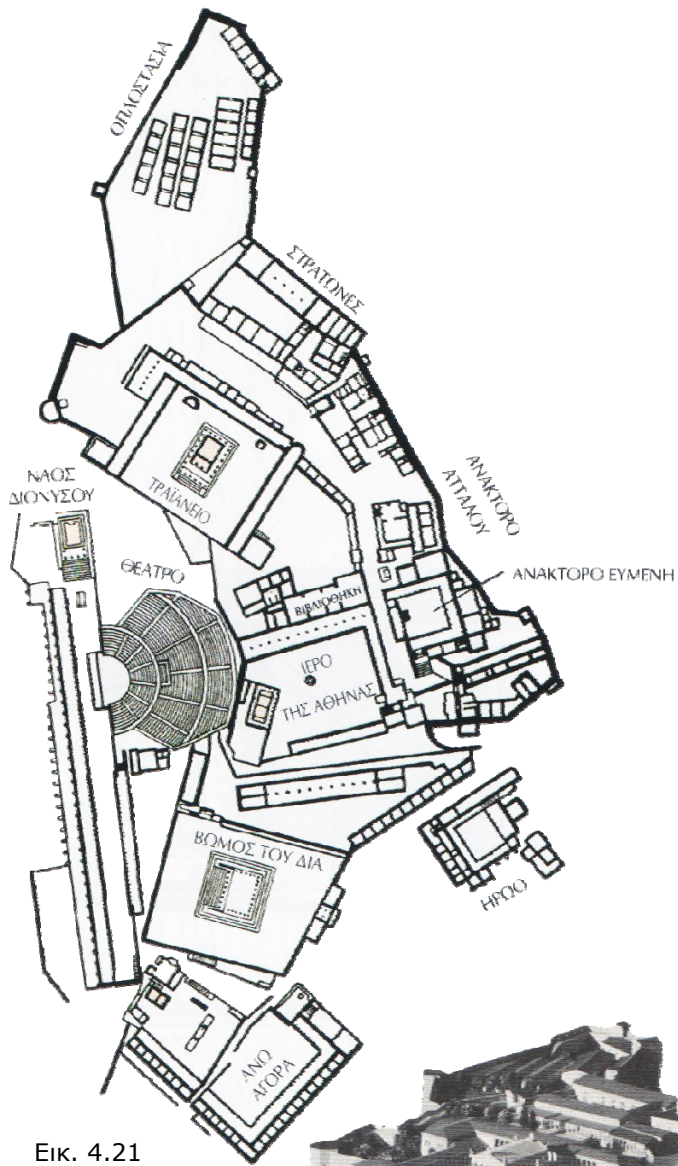 ΟΠΛΟΣΤΑΣΙΑ
ΣΤΡΑΤΩΝΕΣ
ΑΝΑΚΤΟΡΟ
ΑΤΤΑΛΟΥ
ΝΑΟΣ
ΔΙΟΝΥΣΟΥ
ΤΡΑΪΑΝΕΙΟ
ΘΕΑΤΡΟ
ΑΝΑΚΤΟΡΟ ΕΥΜΕΝΗ
ΒΙΒΛΙΟΘΗΚΗ
ΙΕΡΟ
ΤΗΣ ΑΘΗΝΑΣ
ΒΩΜΟΣ ΤΟΥ ΔΙΑ
ΗΡΩΟ
ΑΝΩ
ΑΓΟΡΑ
Εικ. 4.21